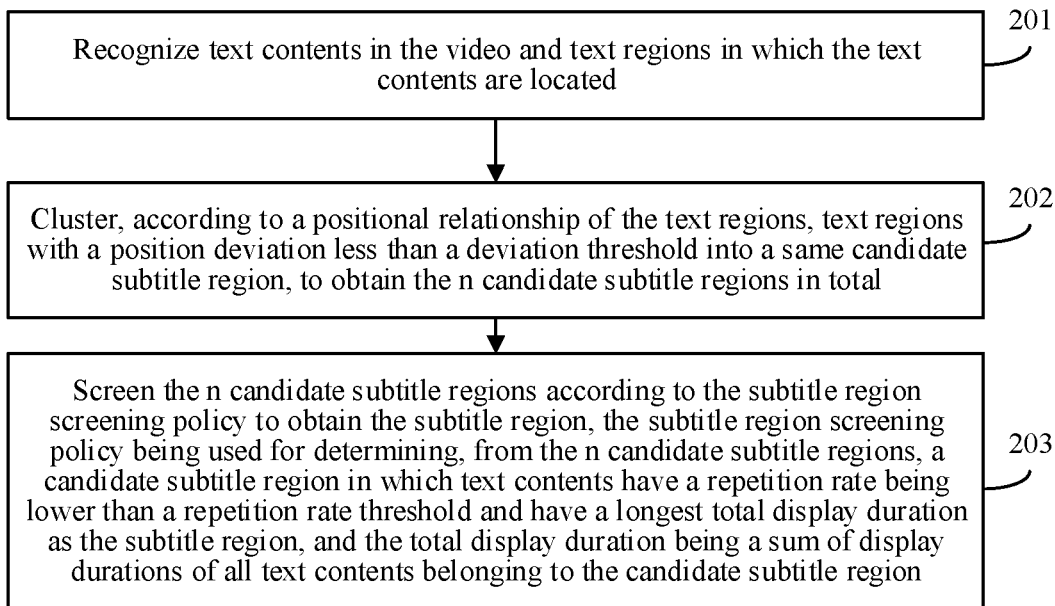 201
Recognize text contents in the video and text regions in which the text
contents are located
202
Cluster, according to a positional relationship of the text regions, text regions
with a position deviation less than a deviation threshold into a same candidate
subtitle region, to obtain the n candidate subtitle regions in total
203
Screen the n candidate subtitle regions according to the subtitle region
screening policy to obtain the subtitle region, the subtitle region screening
policy being used for determining, from the n candidate subtitle regions, a
candidate subtitle region in which text contents have a repetition rate being
lower than a repetition rate threshold and have a longest total display duration
as the subtitle region, and the total display duration being a sum of display
durations of all text contents belonging to the candidate subtitle region